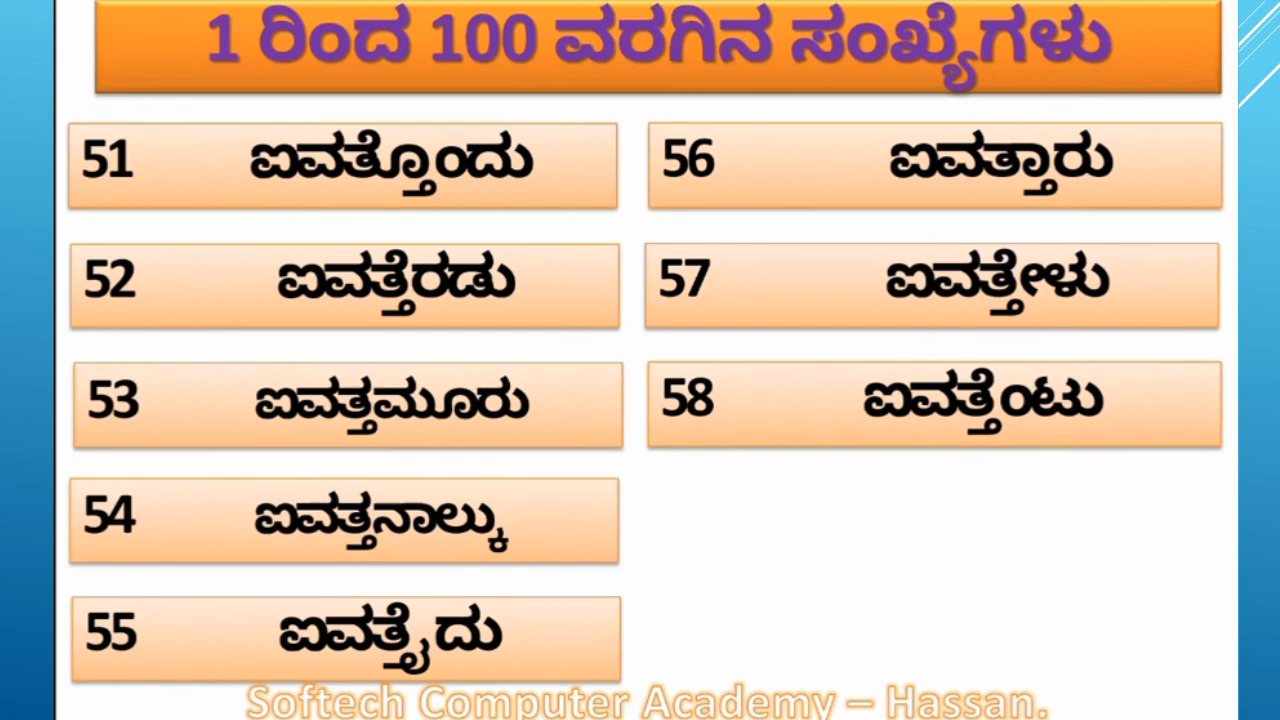 1 ರಿಂದ 100 ವರಗಿನ ಸಂಖ್ಯೆಗಳು
51 ಐವತ್ತೊಂದು
52 ಐವತ್ತೆರಡು
53 ಐವತ್ತಮೂರು
54 ಐವತ್ತನಾಲ್ಕು
55 ಐವತ್ತೈದು
56 ಐವತ್ತಾರು
57 ಐವತ್ತೇಳು
58 ಐವತ್ತೆಂಟು
Softech Computer Academy – Hassan.